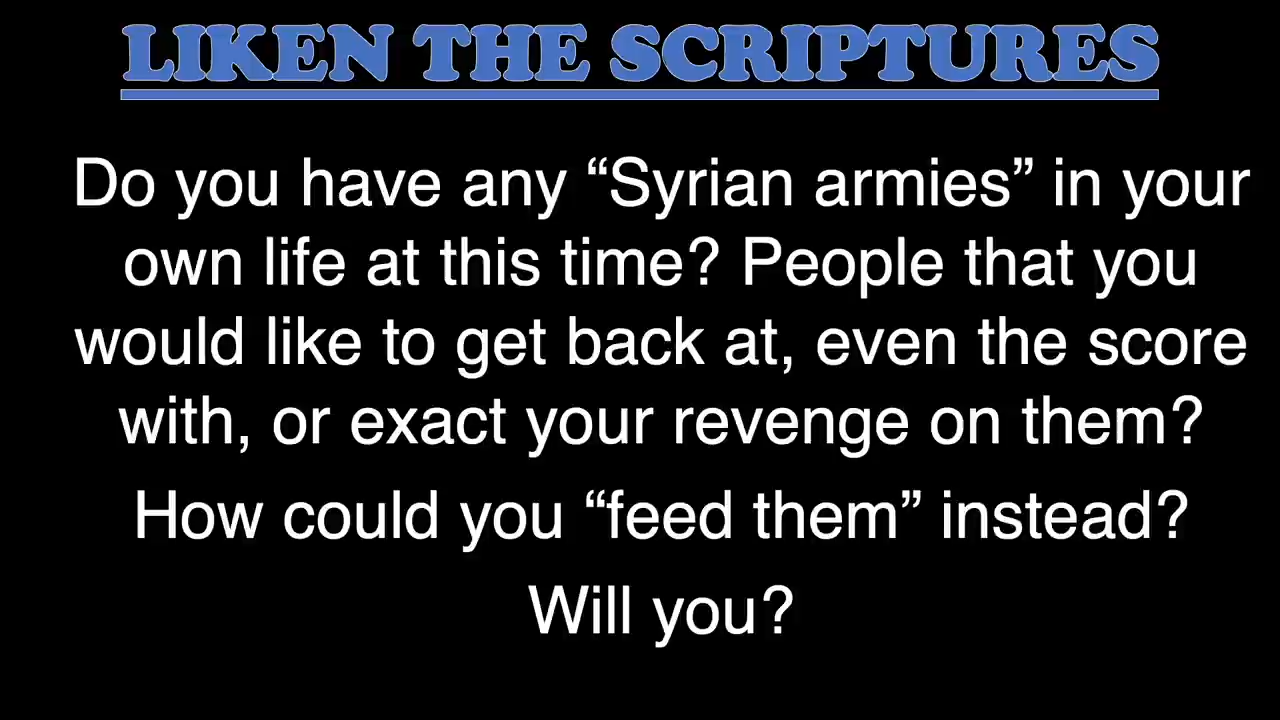 LIKEN THE SCRIPTURES
Do you have any “Syrian armies” in your
own life at this time? People that you
would like to get back at, even the score
with, or exact your revenge on them?
How could you “feed them” instead?
Will you?